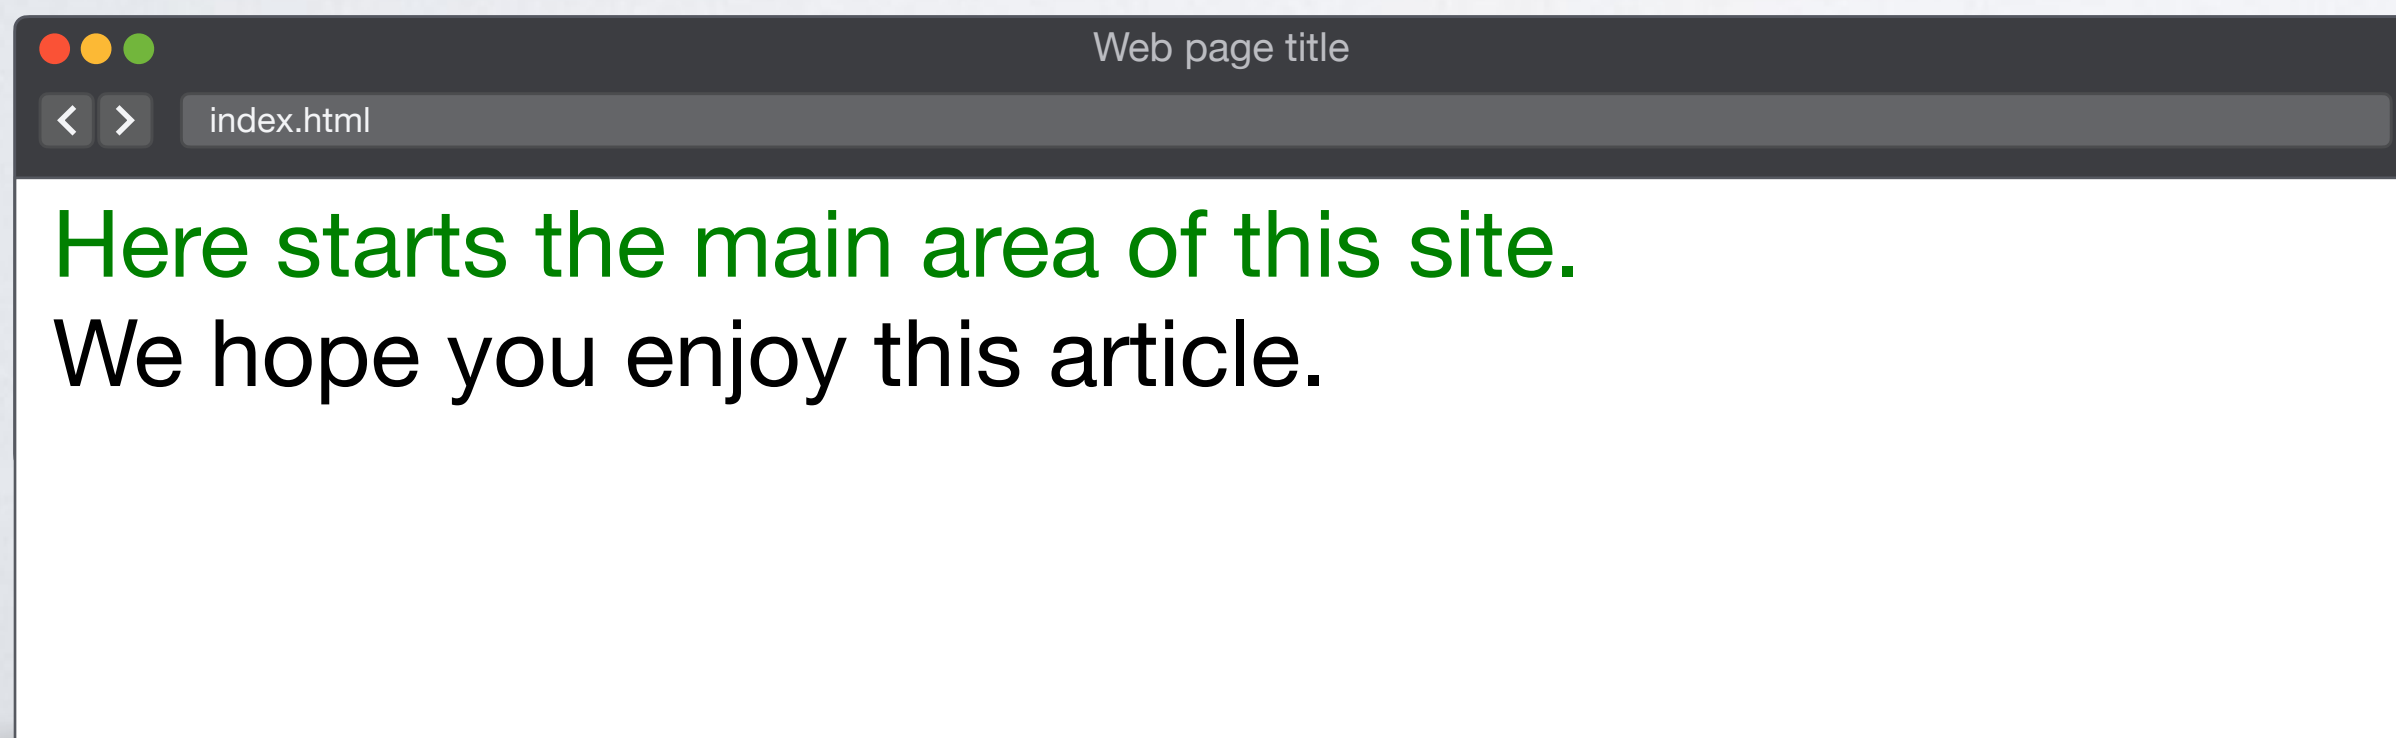 Web page title
index.html
Here starts the main area of this site.
We hope you enjoy this article.